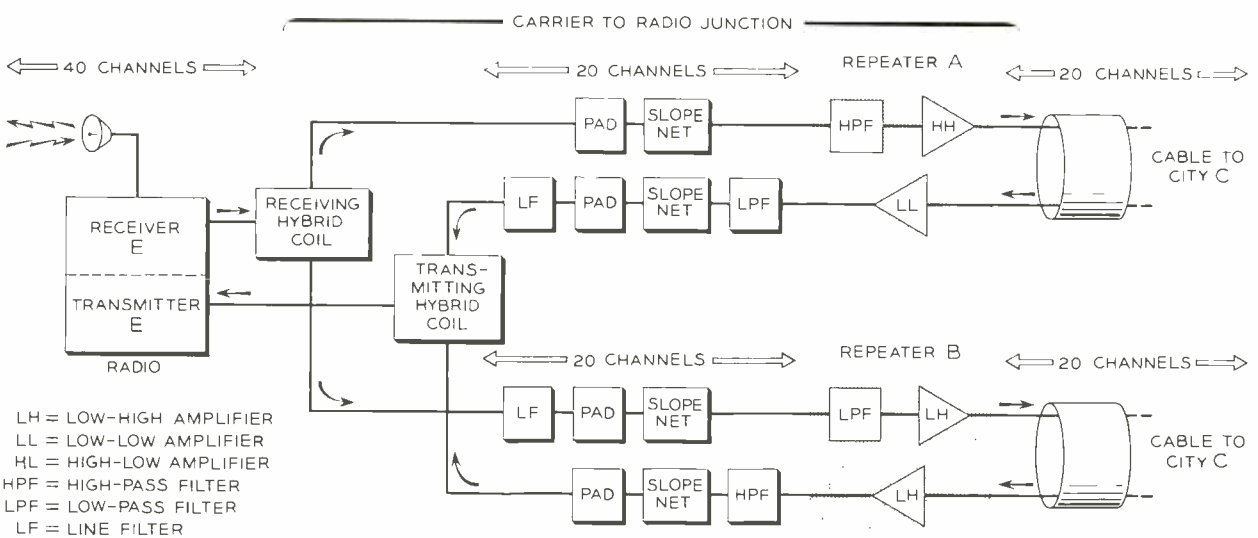 CARRIER TO RADIO JUNCTION
40 CHANNELS
20 CHANNELS
REPEATER A
20 CHANNELS
PAD
SLOPE
NET
HPF
HH
CABLE TO
CITY C
RECEIVING
HYBRID
COIL
LF
PAD
SLOPE
NET
LPF
LL
RECEIVER
E
TRANSMITTER
E
RADIO
TRANS-
MITTING
HYBRID
COIL
20 CHANNELS
REPEATER B
20 CHANNELS
LF
PAD
SLOPE
NET
LPF
LH
CABLE TO
CITY C
PAD
SLOPE
NET
HPF
LH
LH = LOW-HIGH AMPLIFIER
LL = LOW-LOW AMPLIFIER
HL = HIGH-LOW AMPLIFIER
HPF = HIGH-PASS FILTER
LPF = LOW-PASS FILTER
LF = LINE FILTER